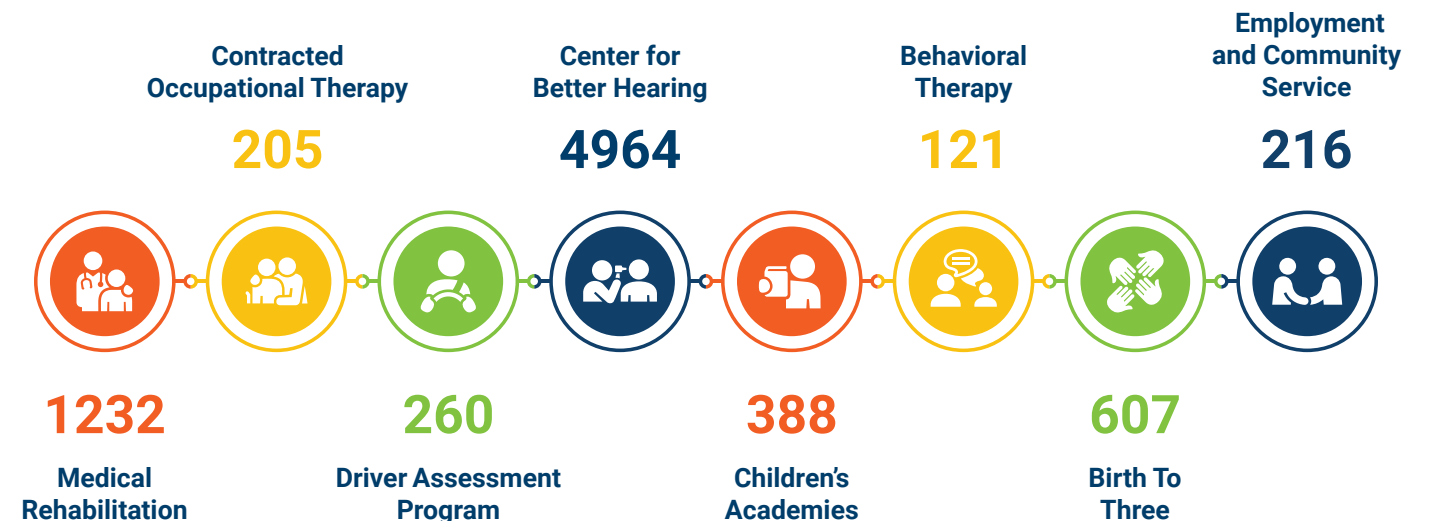 Medical
Rehabilitation
1232
Contracted
Occupational Therapy
205
Driver Assessment
Program
260
Center for
Better Hearing
4964
Children’s
Academies
388
Behavioral
Therapy
121
Birth To
Three
607
Employment
and Community
Service
216